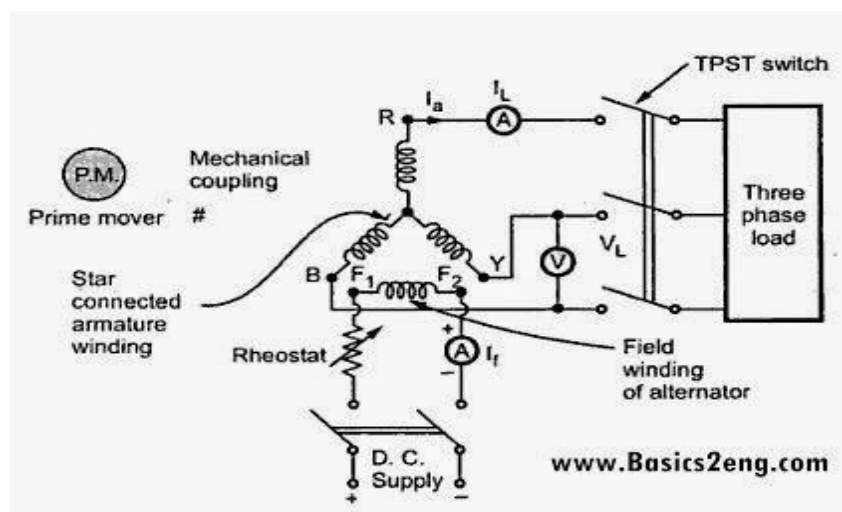 TPST switch
I_a
I_L
R
A
P.M.
Mechanical
coupling
Prime mover #
Three
phase
load
V_L
V
Y
B
F_1
F_2
Star
connected
armature
winding
Rheostat
+
A
I_f
−
Field
winding
of alternator
D. C.
Supply
+
−
www.Basics2eng.com